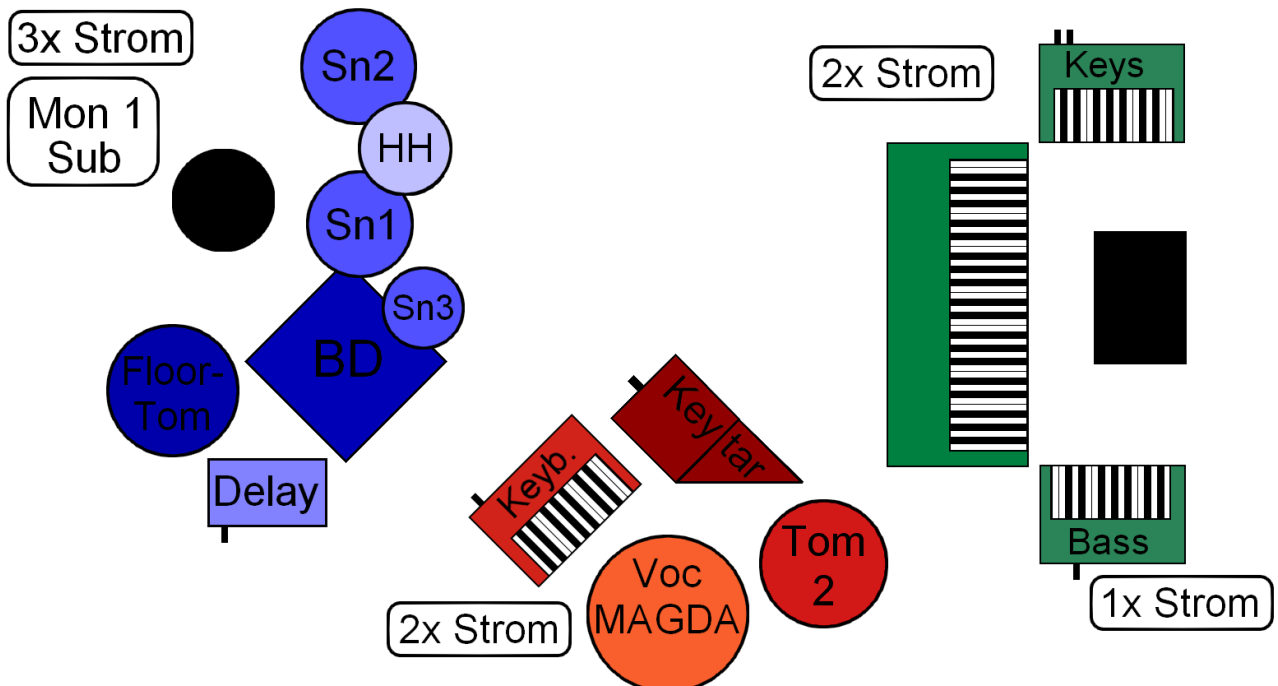 3x Strom
Mon 1
Sub
Sn2
HH
Sn1
Sn3
BD
Floor-
Tom
Delay
2x Strom
Keys
Key
tar
Keyb.
Voc
MAGDA
Tom
2
2x Strom
Bass
1x Strom